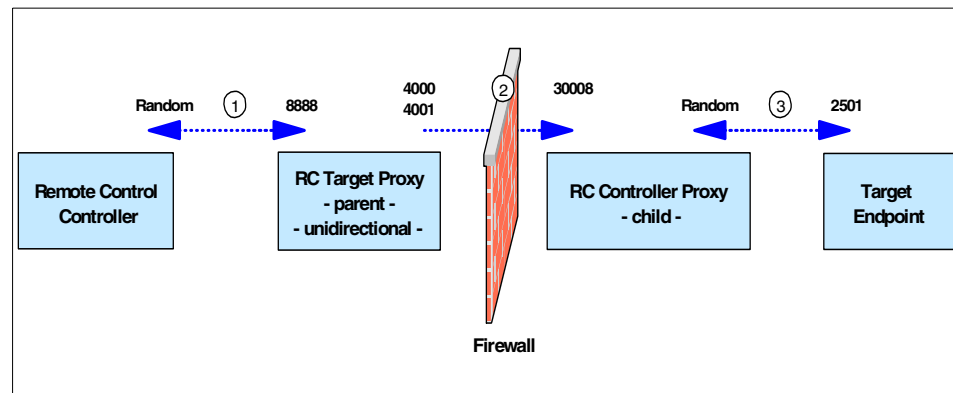 4000
2
30008
Random
1
8888
4001
Random
3
2501
Remote Control
Controller
RC Target Proxy
- parent -
- unidirectional -
RC Controller Proxy
- child -
Target
Endpoint
Firewall